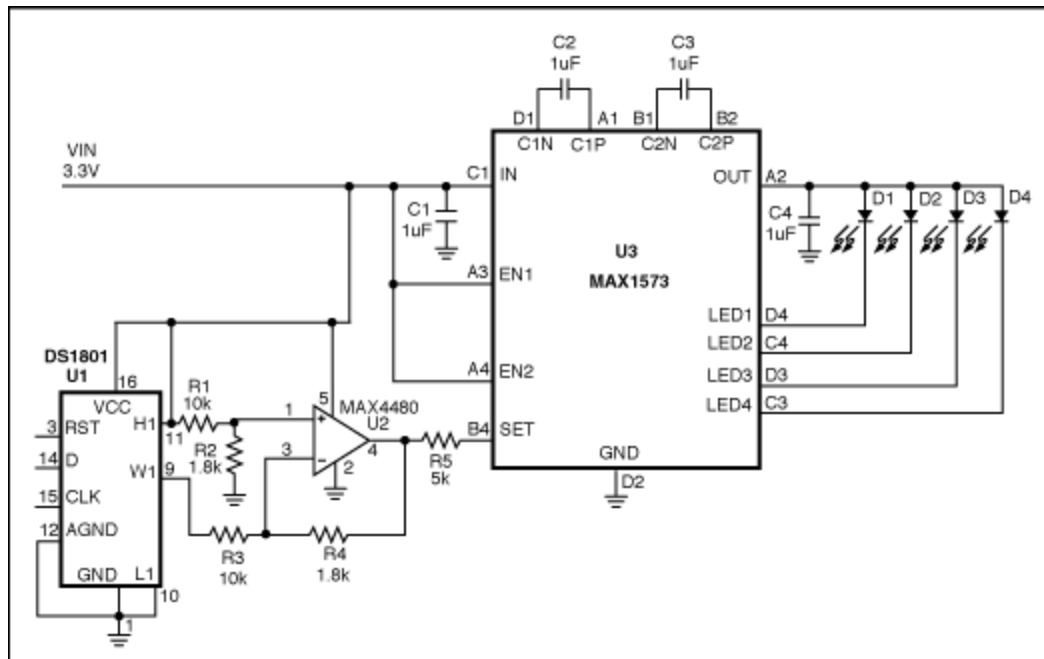 C2
1uF
C3
1uF
D1
A1
B1
B2
C1N
C1P
C2N
C2P
VIN
3.3V
C1
IN
OUT
A2
C1
1uF
C4
1uF
D1
D2
D3
D4
U3
MAX1573
A3
EN1
LED1
D4
LED2
C4
LED3
D3
LED4
C3
A4
EN2
B4
SET
GND
D2
DS1801
U1
16
VCC
H1
11
3
RST
14
D
W1
9
15
CLK
12
AGND
GND
L1
10
1
R1
10k
R2
1.8k
1
5
MAX4480
U2
+
3
−
2
4
R5
5k
R3
10k
R4
1.8k